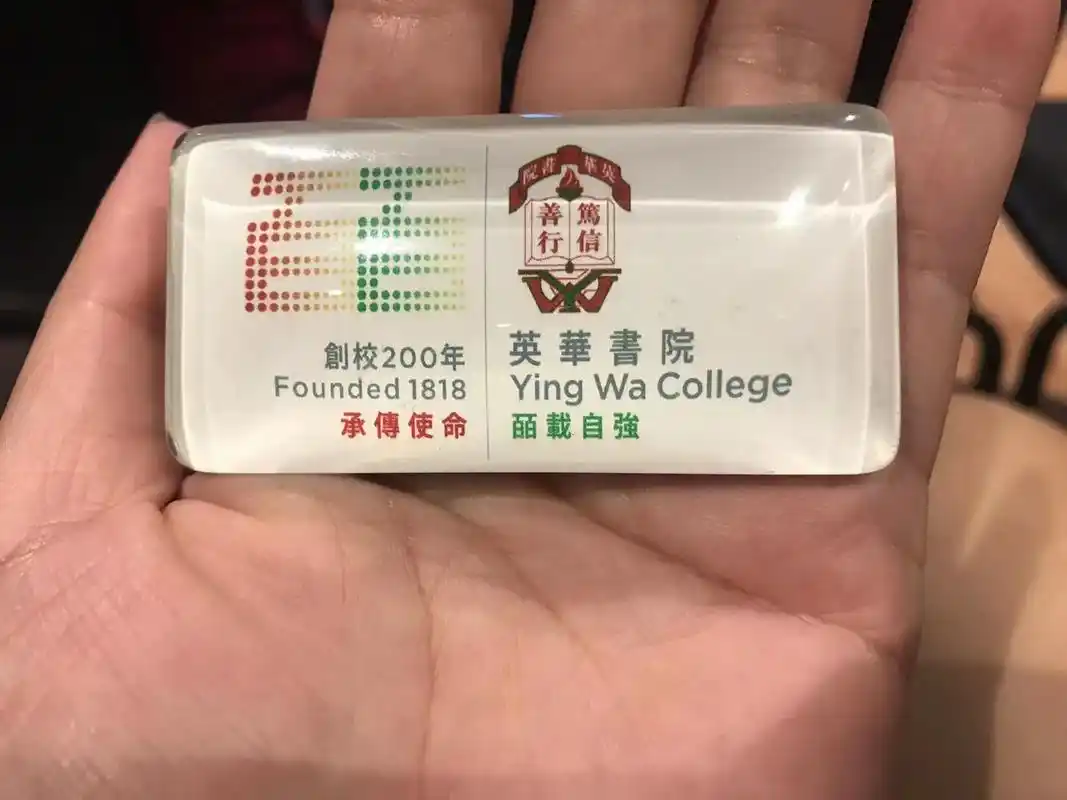 創校200年
Founded 1818
承傳使命
英華書院
篤信
善行
英華書院
Ying Wa College
皕載自強